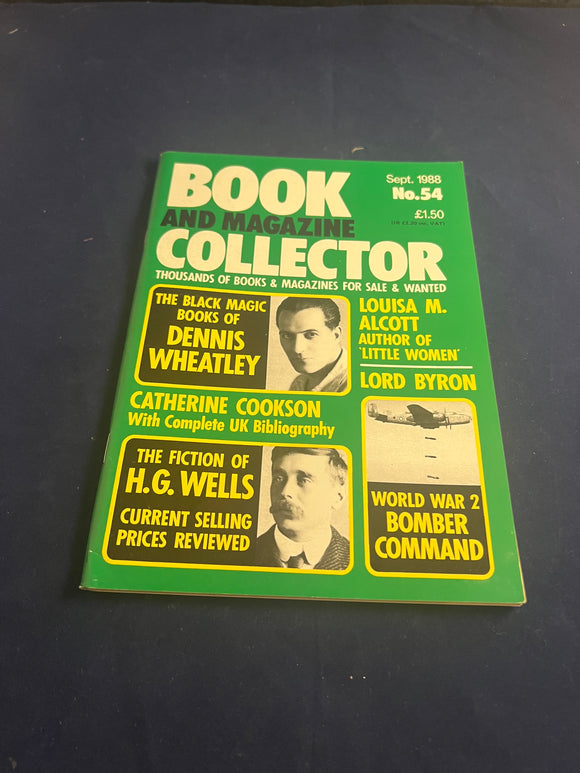 BOOK
AND MAGAZINE
COLLECTOR
Sept. 1988
No.54
£1.50
THOUSANDS OF BOOKS & MAGAZINES FOR SALE & WANTED
THE BLACK MAGIC
BOOKS OF
DENNIS
WHEATLEY
LOUISA M.
ALCOTT
AUTHOR OF
'LITTLE WOMEN'
LORD BYRON
CATHERINE COOKSON
With Complete UK Bibliography
THE FICTION OF
H.G. WELLS
CURRENT SELLING
PRICES REVIEWED
WORLD WAR 2
BOMBER
COMMAND